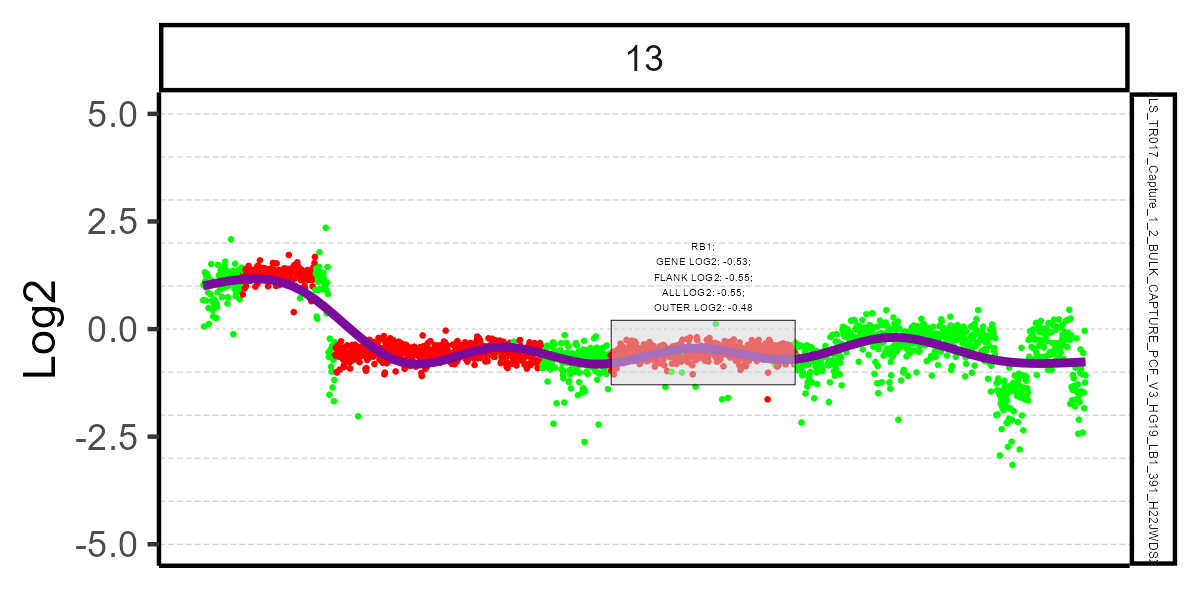 13
5.0
2.5
0.0
-2.5
-5.0
Log2
RB1;
GENE LOG2: -0.53;
FLANK LOG2: -0.55;
ALL LOG2: -0.55;
OUTER LOG2: -0.48
LS_TR017_Capture_1_2_BULK_CAPTURE_PCF_V3_HG19_LB1_391_H22JWDS